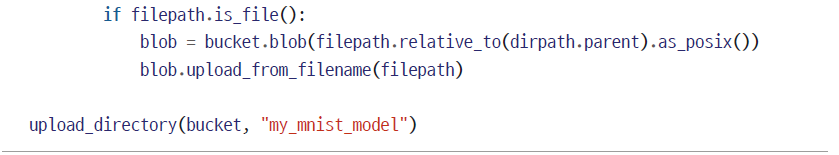 if filepath.is_file():
blob = bucket.blob(filepath.relative_to(dirpath.parent).as_posix())
blob.upload_from_filename(filepath)
upload_directory(bucket, "my_mnist_model")